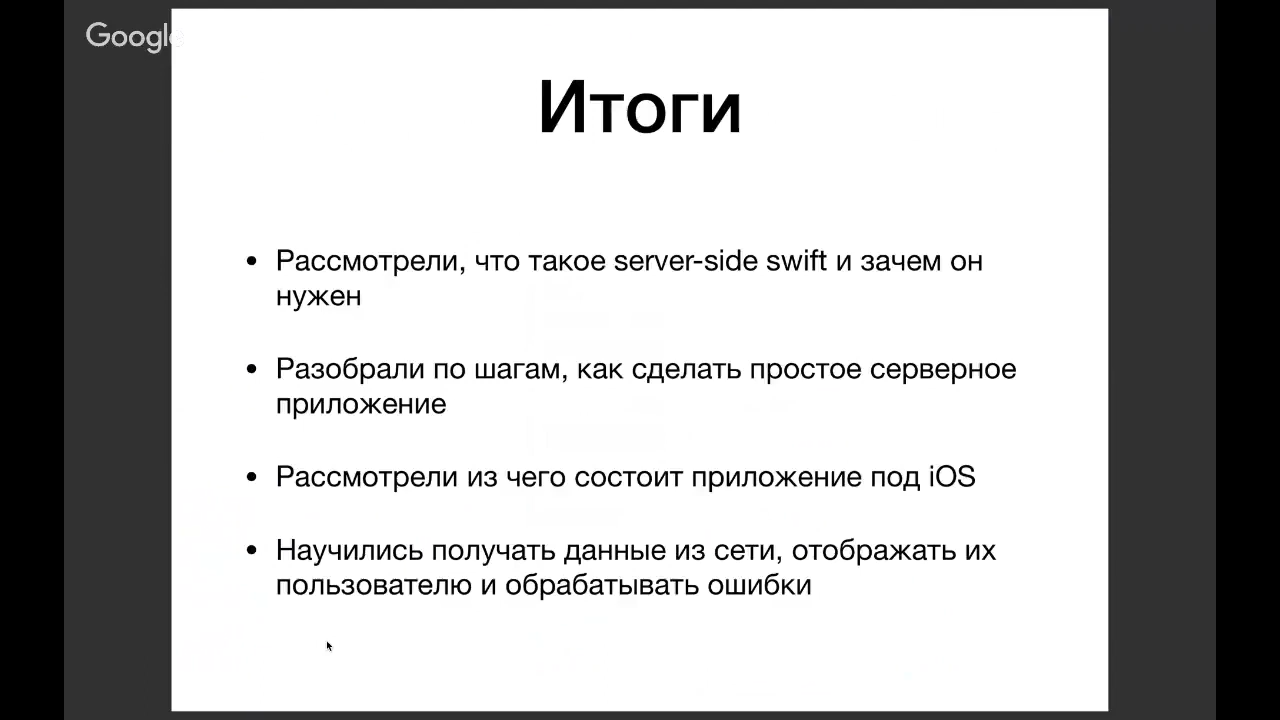 Google
Итоги
• Рассмотрели, что такое server-side swift и зачем он
нужен
• Разобрали по шагам, как сделать простое серверное
приложение
• Рассмотрели из чего состоит приложение под iOS
• Научились получать данные из сети, отображать их
пользователю и обрабатывать ошибки